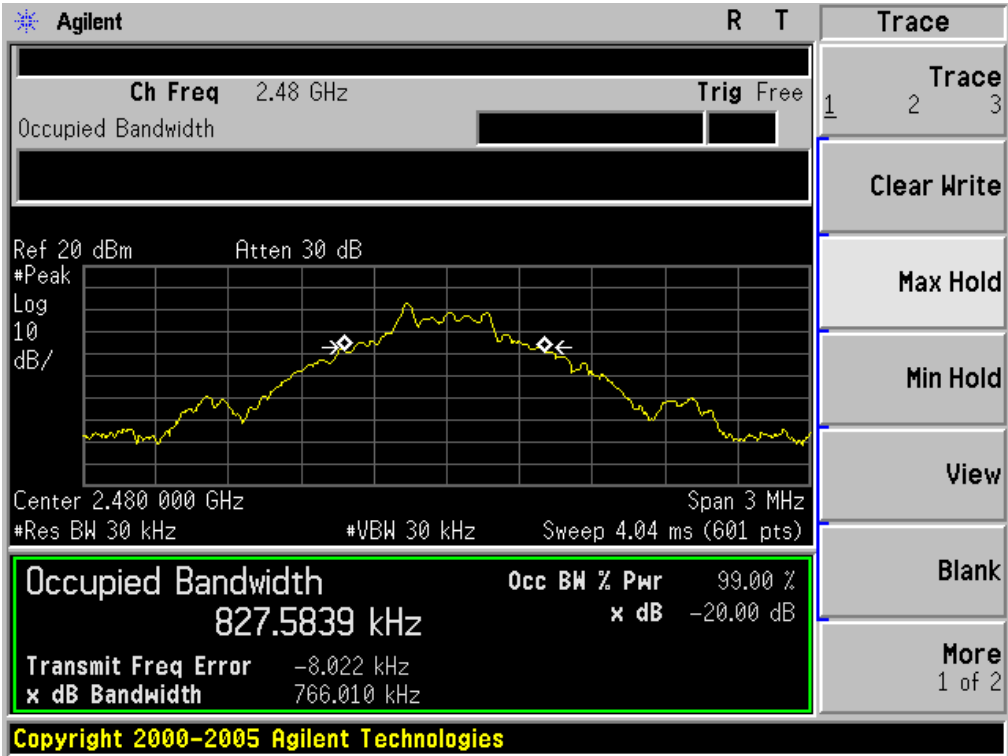 Agilent R T
Ch Freq 2.48 GHz Trig Free
Occupied Bandwidth
Ref 20 dBm Atten 30 dB
#Peak
Log
10
dB/
Center 2.480 000 GHz Span 3 MHz
#Res BW 30 kHz #VBW 30 kHz Sweep 4.04 ms (601 pts)
Occupied Bandwidth
827.5839 kHz
Occ BW % Pwr 99.00 %
x dB -20.00 dB
Transmit Freq Error -8.022 kHz
x dB Bandwidth 766.010 kHz
Copyright 2000-2005 Agilent Technologies
Trace
Trace
1 2 3
Clear Write
Max Hold
Min Hold
View
Blank
More
1 of 2